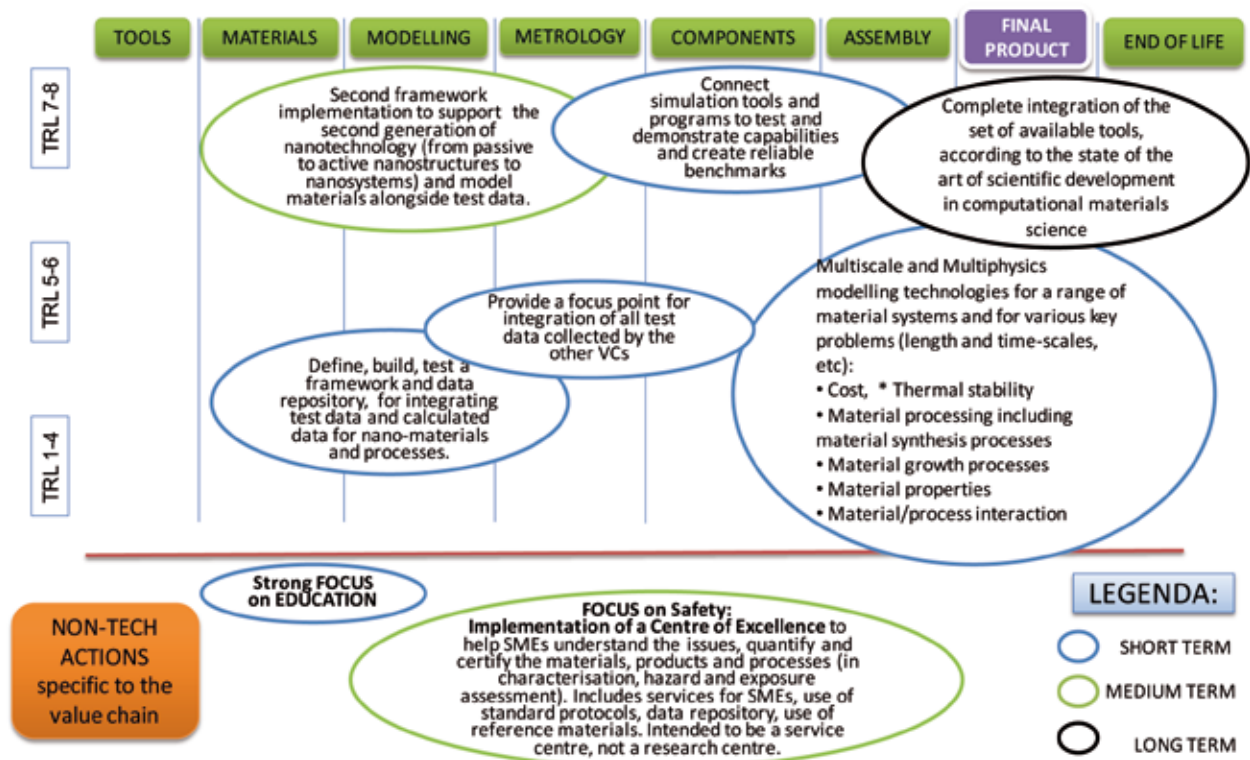 TOOLS
MATERIALS
MODELLING
METROLOGY
COMPONENTS
ASSEMBLY
FINAL
PRODUCT
END OF LIFE
TRL 7-8
Second framework
implementation to support the
second generation of
nanotechnology (from passive
to active nanostructures to
nanosystems) and model
materials alongside test data.
Connect
simulation tools and
programs to test and
demonstrate capabilities
and create reliable
benchmarks
Complete integration of the
set of available tools,
according to the state of the
art of scientific development
in computational materials
science
TRL 5-6
Provide a focus point for
integration of all test
data collected by the
other VCs
Multiscale and Multiphysics
modelling technologies for a range of
material systems and for various key
problems (length and time-scales,
etc):
• Cost, * Thermal stability
• Material processing including
material synthesis processes
• Material growth processes
• Material properties
• Material/process interaction
TRL 1-4
Define, build, test a
framework and data
repository, for integrating
test data and calculated
data for nano-materials
and processes.
NON-TECH
ACTIONS
specific to the
value chain
Strong FOCUS
on EDUCATION
FOCUS on Safety:
Implementation of a Centre of Excellence to
help SMEs understand the issues, quantify and
certify the materials, products and processes (in
characterisation, hazard and exposure
assessment). Includes services for SMEs, use of
standard protocols, data repository, use of
reference materials. Intended to be a service
centre, not a research centre.
LEGENDA:
SHORT TERM
MEDIUM TERM
LONG TERM